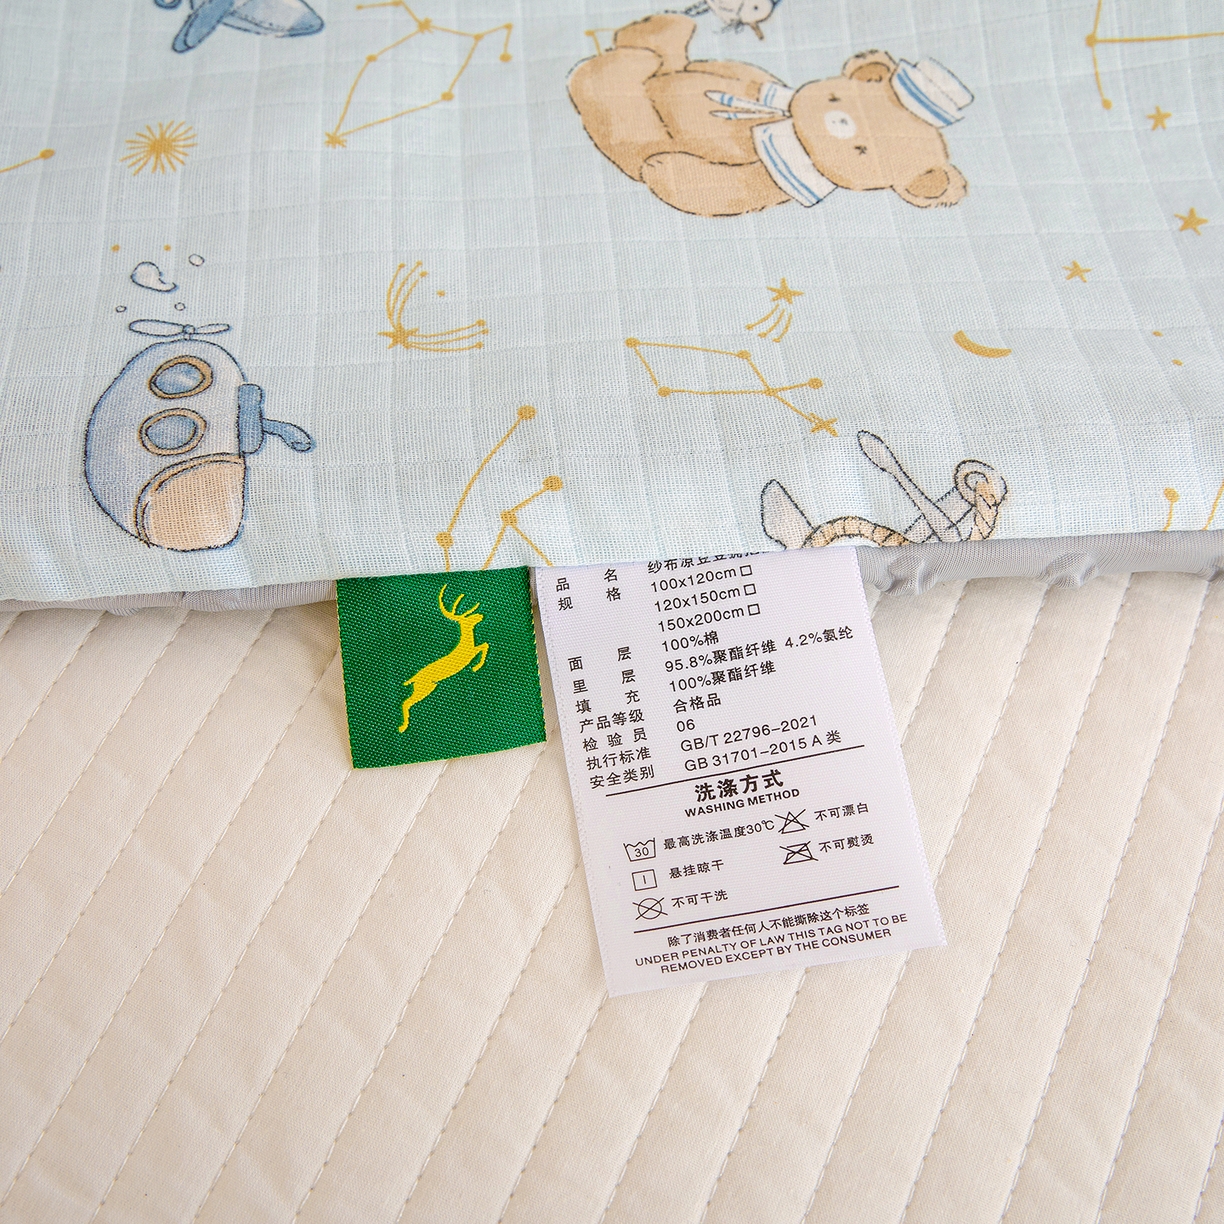 品 名 纱布凉豆豆
规 格 100x120cm□
120x150cm□
150x200cm□
面 层 100%棉
里 层 95.8%聚酯纤维 4.2%氨纶
填 充 100%聚酯纤维
产品等级 合格品
检 验 员 06
执行标准 GB/T 22796-2021
安全类别 GB 31701-2015 A 类
洗涤方式
WASHING METHOD
30 最高洗涤温度30℃ 不可漂白
悬挂晾干 不可熨烫
不可干洗
除了消费者任何人不能撕除这个标签
UNDER PENALTY OF LAW THIS TAG NOT TO BE
REMOVED EXCEPT BY THE CONSUMER